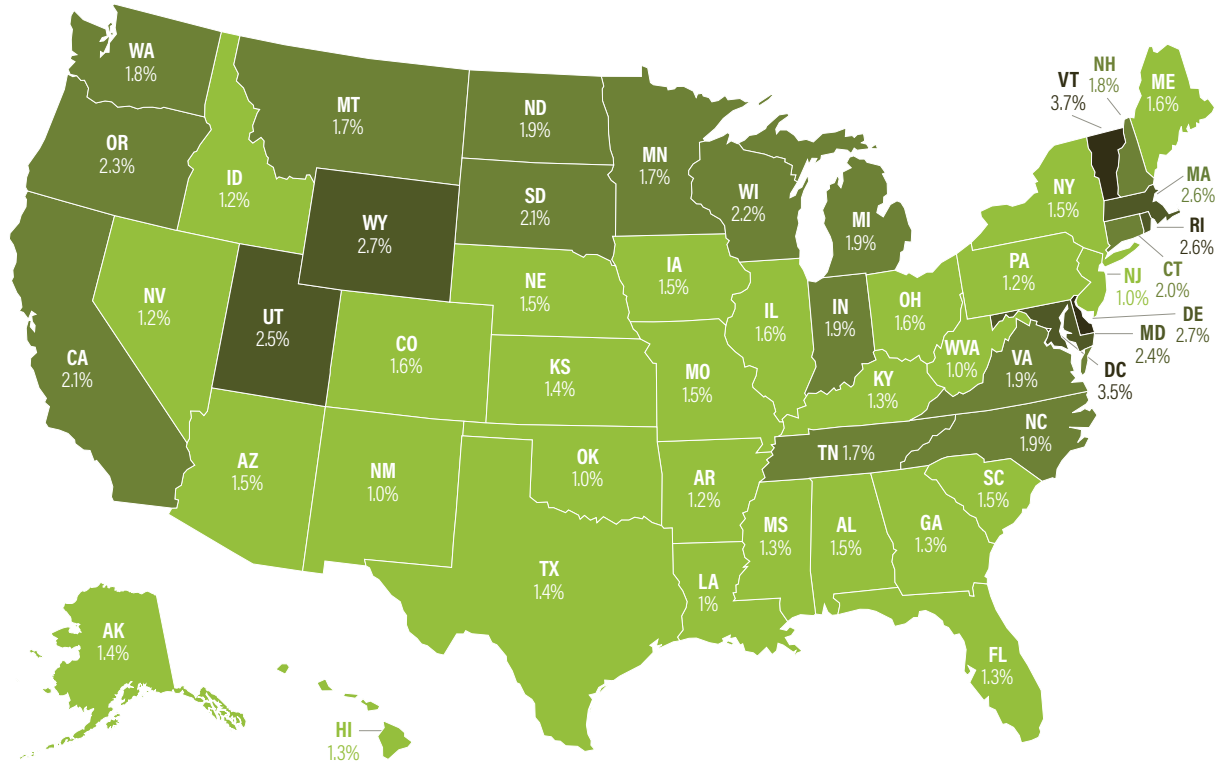 WA
1.8%
OR
2.3%
CA
2.1%
ID
1.2%
NV
1.2%
MT
1.7%
WY
2.7%
UT
2.5%
CO
1.6%
AZ
1.5%
NM
1.0%
ND
1.9%
SD
2.1%
NE
1.5%
KS
1.4%
OK
1.0%
TX
1.4%
MN
1.7%
IA
1.5%
MO
1.5%
AR
1.2%
LA
1%
WI
2.2%
IL
1.6%
MI
1.9%
IN
1.9%
OH
1.6%
KY
1.3%
TN 1.7%
MS
1.3%
AL
1.5%
GA
1.3%
FL
1.3%
SC
1.5%
NC
1.9%
VA
1.9%
WVA
1.0%
PA
1.2%
NY
1.5%
VT
3.7%
NH
1.8%
ME
1.6%
MA
2.6%
RI
2.6%
CT
2.0%
NJ
1.0%
DE
2.7%
MD
2.4%
DC
3.5%
AK
1.4%
HI
1.3%